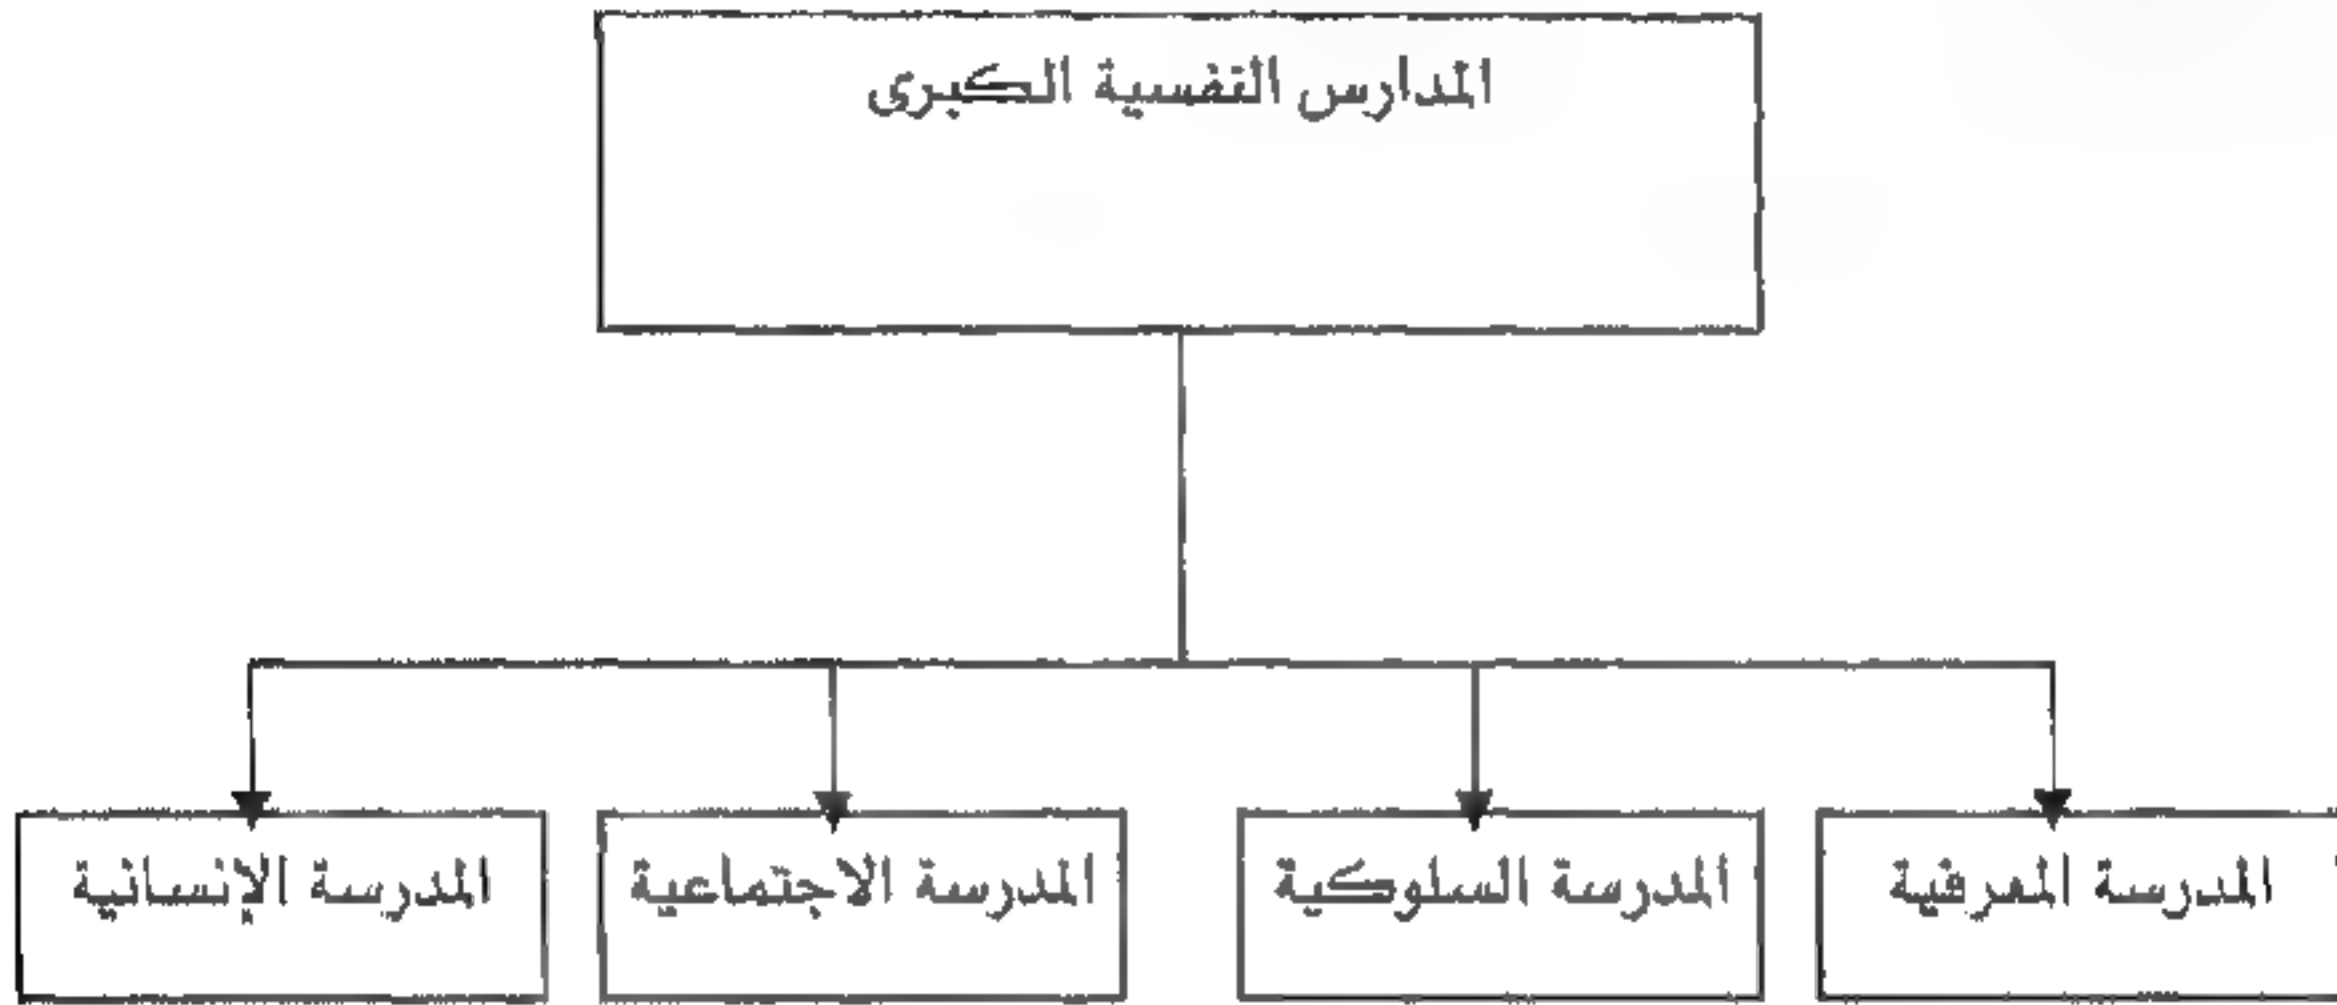 المدارس النفسية الكبرى
المدرسة المعرفية
المدرسة السلوكية
المدرسة الاجتماعية
المدرسة الإنسانية